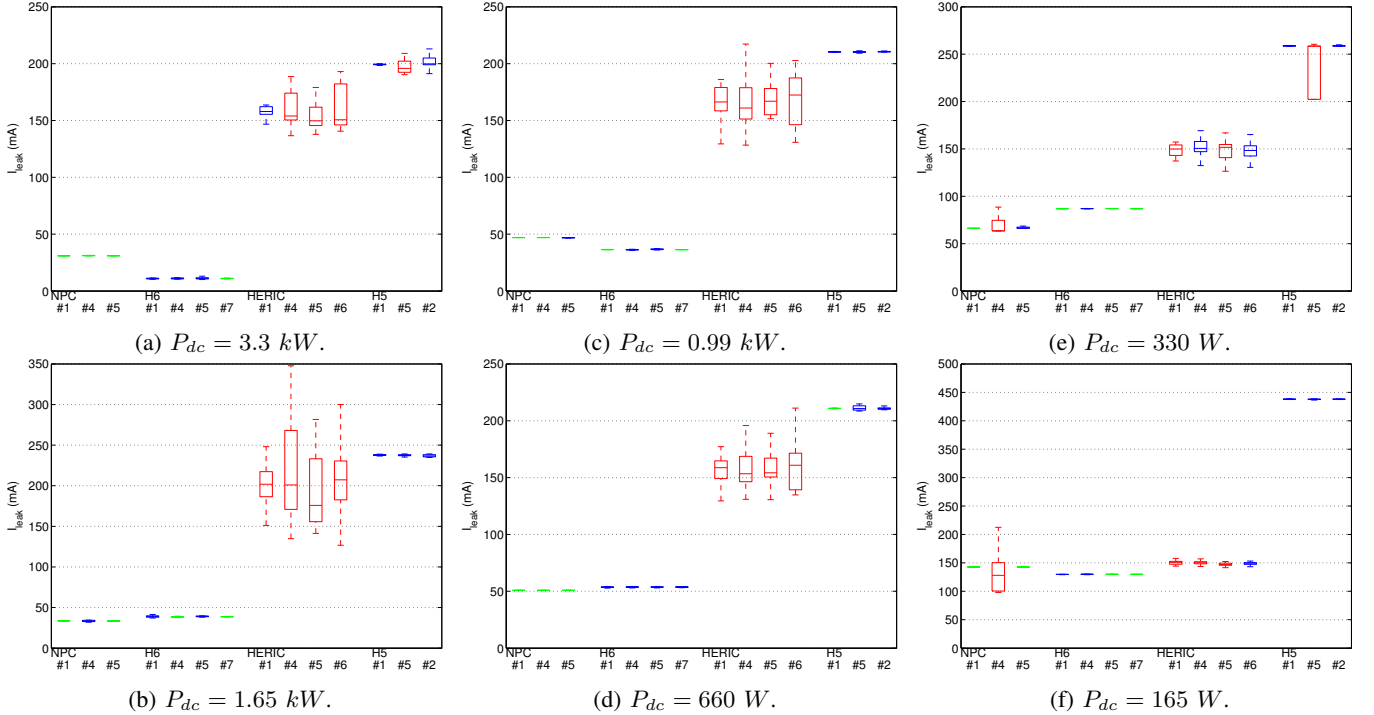 250
200
150
100
50
0
I_leak (mA)
NPC H6 HERIC H5
#1 #4 #5 #1 #4 #5 #7 #1 #4 #5 #6 #1 #5 #2
(a) P_dc = 3.3 kW.
250
200
150
100
50
0
I_leak (mA)
NPC H6 HERIC H5
#1 #4 #5 #1 #4 #5 #7 #1 #4 #5 #6 #1 #5 #2
(c) P_dc = 0.99 kW.
300
250
200
150
100
50
0
I_leak (mA)
NPC H6 HERIC H5
#1 #4 #5 #1 #4 #5 #7 #1 #4 #5 #6 #1 #5 #2
(e) P_dc = 330 W.
350
300
250
200
150
100
50
0
I_leak (mA)
NPC H6 HERIC H5
#1 #4 #5 #1 #4 #5 #7 #1 #4 #5 #6 #1 #5 #2
(b) P_dc = 1.65 kW.
250
200
150
100
50
0
I_leak (mA)
NPC H6 HERIC H5
#1 #4 #5 #1 #4 #5 #7 #1 #4 #5 #6 #1 #5 #2
(d) P_dc = 660 W.
500
450
400
350
300
250
200
150
100
50
0
I_leak (mA)
NPC H6 HERIC H5
#1 #4 #5 #1 #4 #5 #7 #1 #4 #5 #6 #1 #5 #2
(f) P_dc = 165 W.